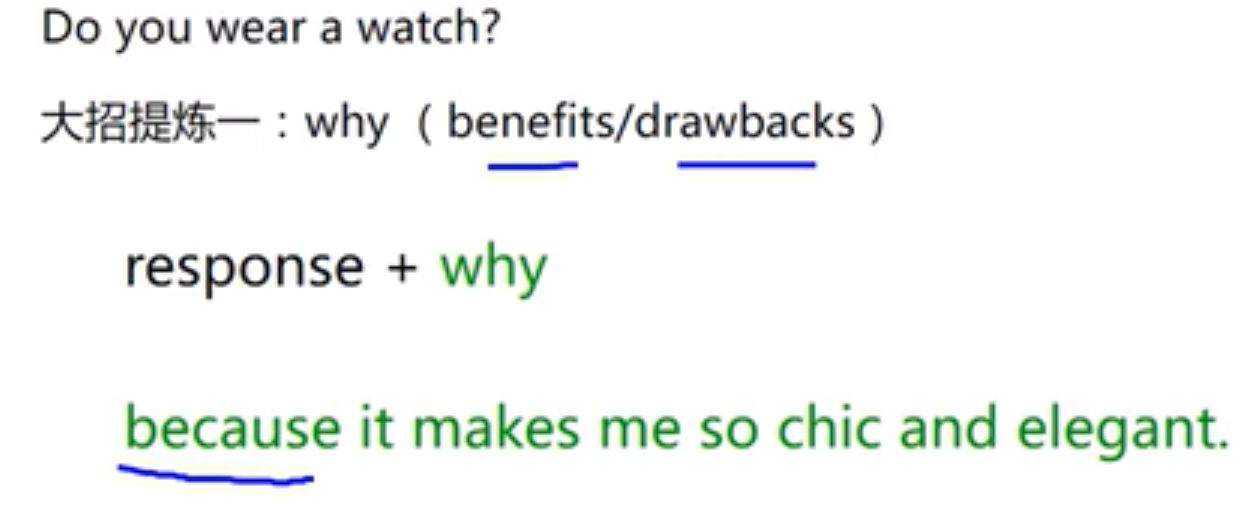 Do you wear a watch?
大招提炼一：why（benefits/drawbacks）
response + why
because it makes me so chic and elegant.